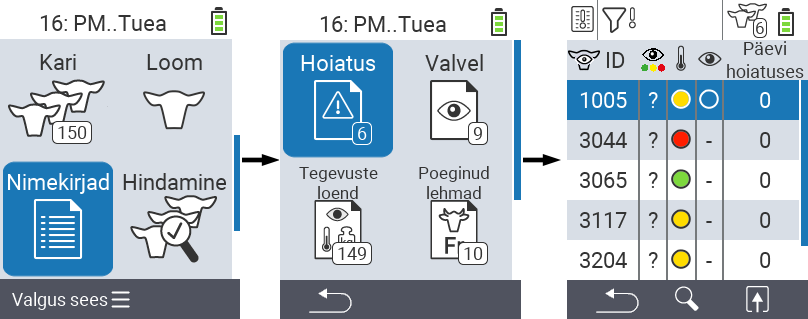 16: PM..Tuea
Kari
Loom
150
Nimekirjad
Hindamine
Valgus sees
16: PM..Tuea
Hoiatus
Valvel
6
9
Tegevuste
loend
Poeginud
lehmad
149
Fr
10
6
ID
Päevi
hoiatuses
1005 ? 0
3044 ? - 0
3065 ? - 0
3117 ? - 0
3204 ? - 0